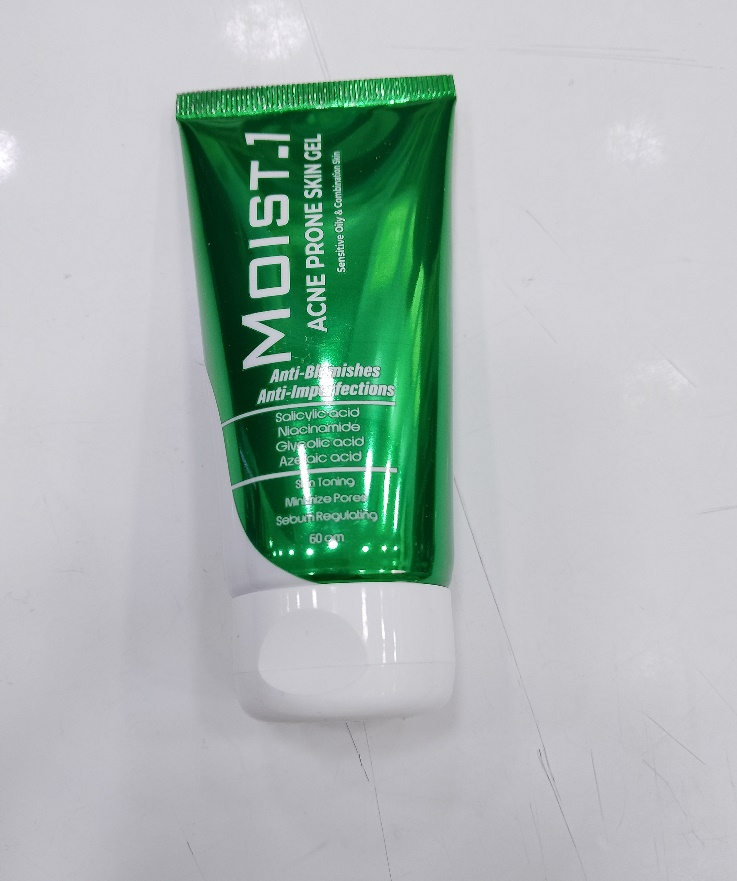 MOIST.1
ACNE PRONE SKIN GEL
Sensitive Oily & Combination Skin
Anti-Blemishes
Anti-Imperfections
Salicylic acid
Niacinamide
Glycolic acid
Azelaic acid
Skin Toning
Minimize Pores
Sebum Regulating
60 gm